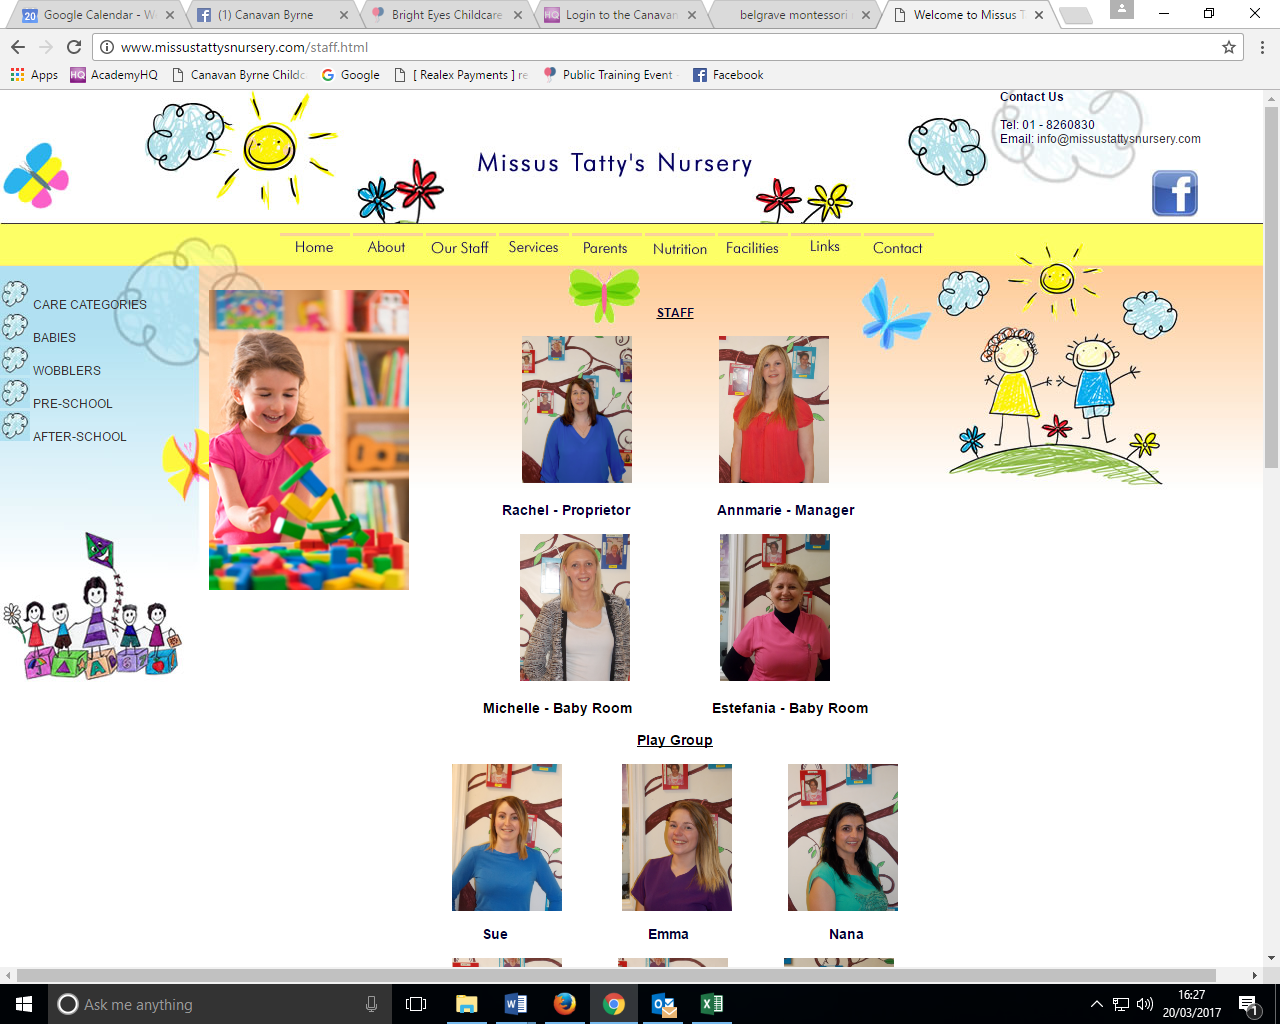 Google Calendar - W
(1) Canavan Byrne
Bright Eyes Childcare
Login to the Canavan
belgrave montessori
Welcome to Missus T
www.missustattysnursery.com/staff.html
Apps
AcademyHQ
Canavan Byrne Childc
Google
[ Realex Payments ] re
Public Training Event
Facebook
Contact Us
Tel: 01 - 8260830
Email: info@missustattysnursery.com
Missus Tatty's Nursery
Home
About
Our Staff
Services
Parents
Nutrition
Facilities
Links
Contact
CARE CATEGORIES
BABIES
WOBBLERS
PRE-SCHOOL
AFTER-SCHOOL
STAFF
Rachel - Proprietor
Annmarie - Manager
Michelle - Baby Room
Estefania - Baby Room
Play Group
Sue
Emma
Nana
Ask me anything
16:27
20/03/2017